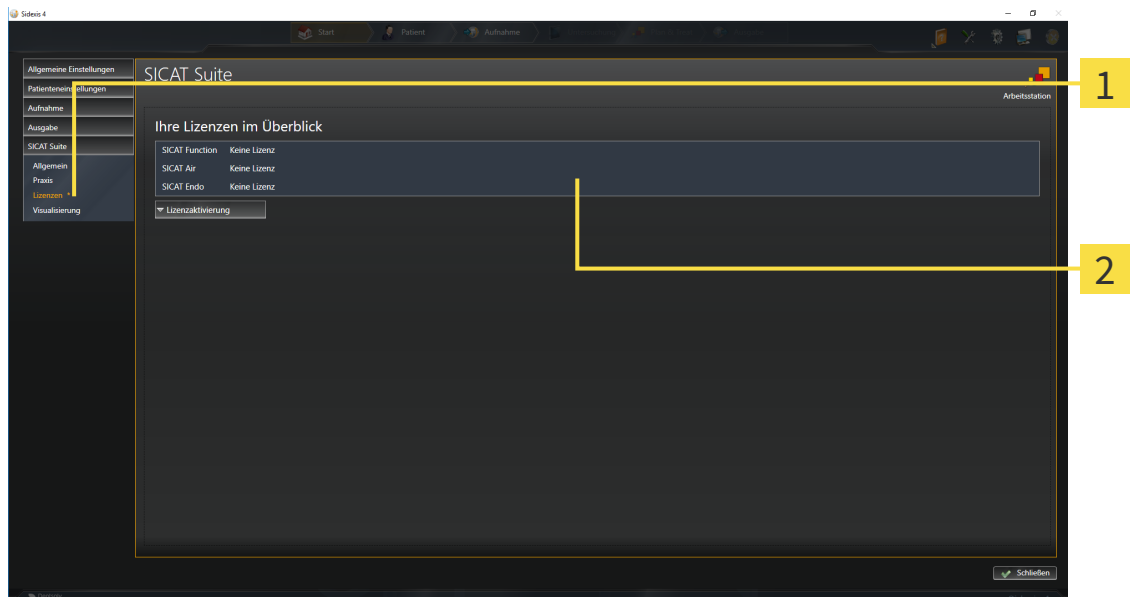 Sidexis 4
Start
Patient
Aufnahme
Allgemeine Einstellungen
Patienteneinstellungen
Aufnahme
Ausgabe
SICAT Suite
Allgemein
Praxis
Lizenzen *
Visualisierung
SICAT Suite
Arbeitsstation
Ihre Lizenzen im Überblick
SICAT Function Keine Lizenz
SICAT Air Keine Lizenz
SICAT Endo Keine Lizenz
Lizenzaktivierung
Schließen
1
2